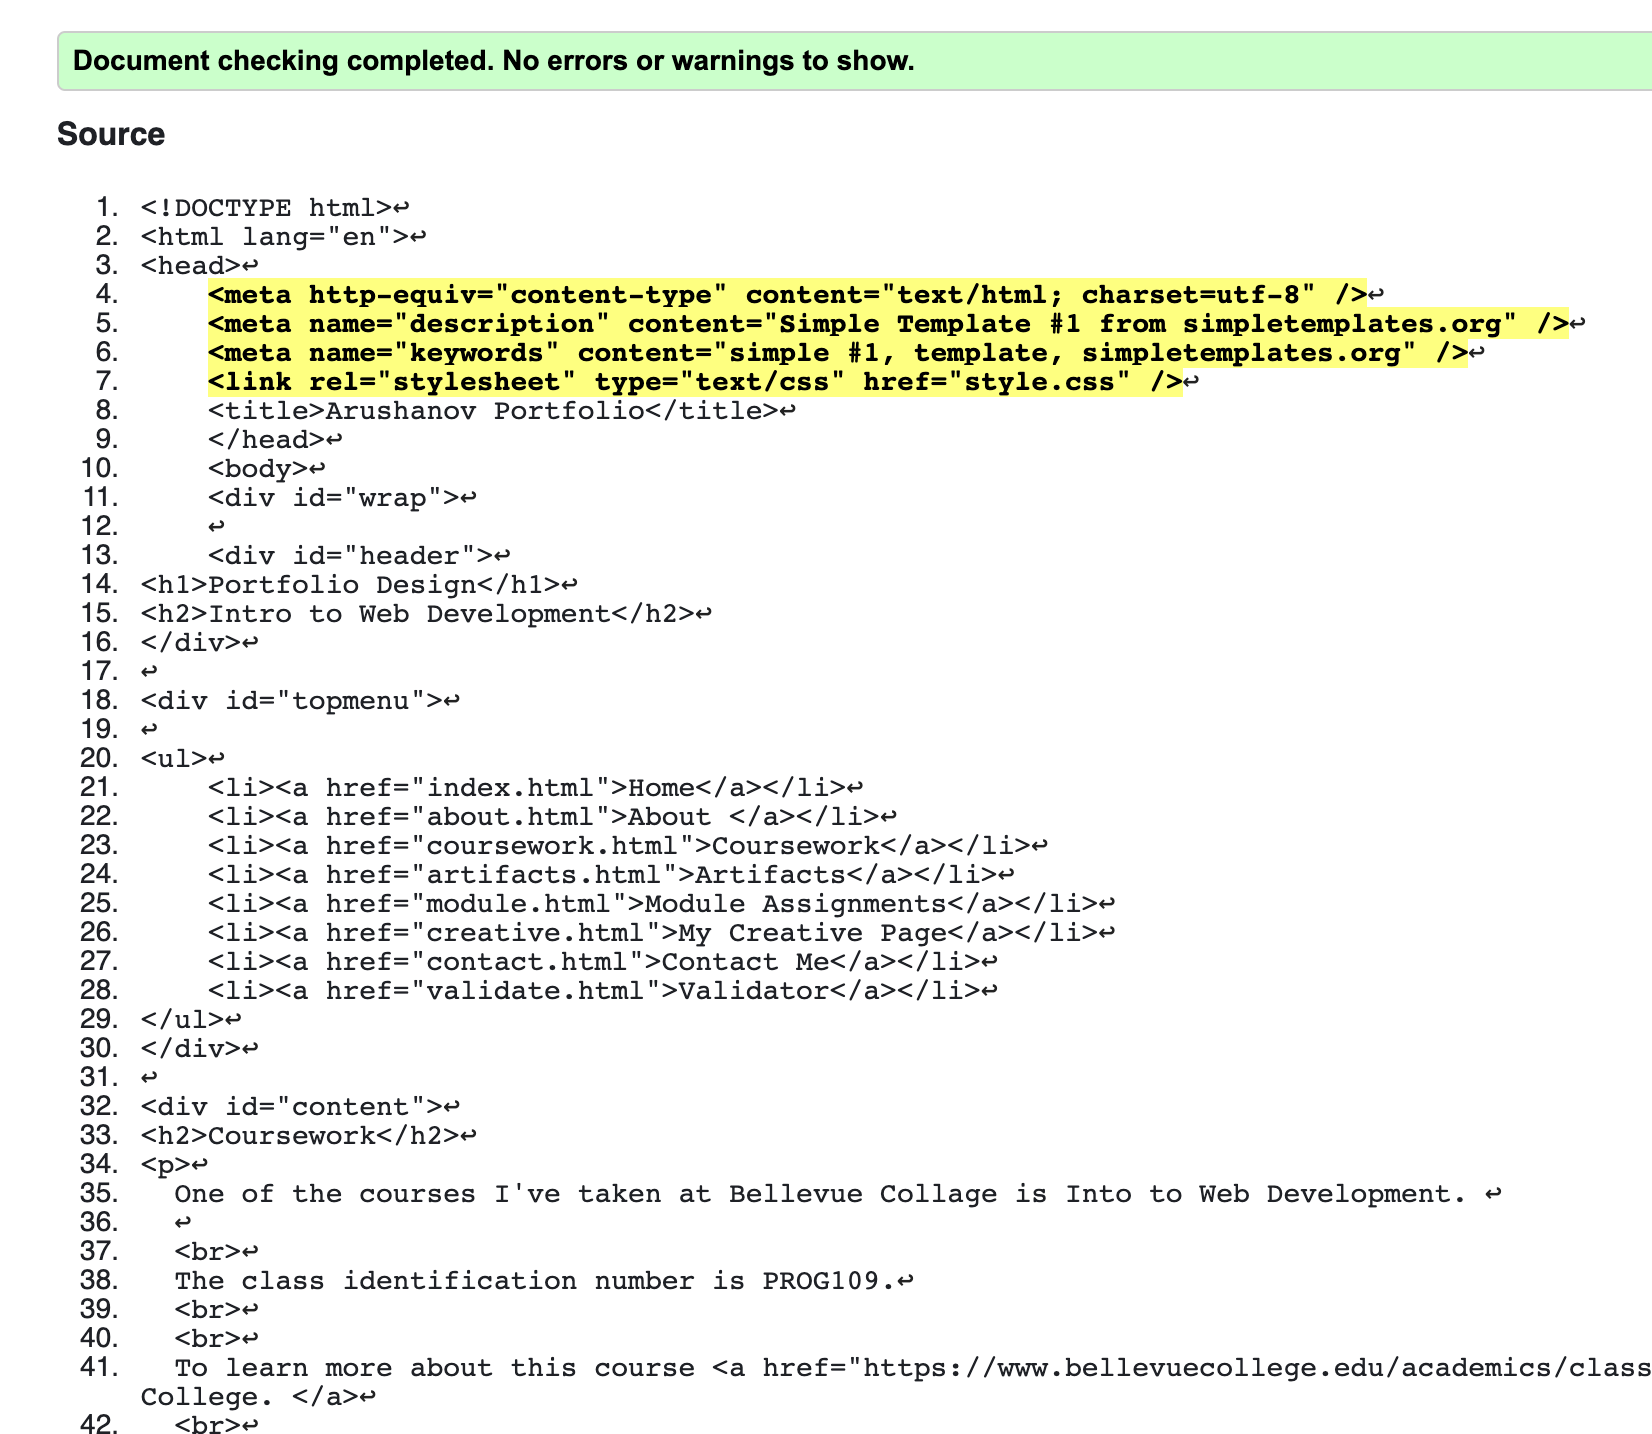 Document checking completed. No errors or warnings to show.
Source
1. <!DOCTYPE html>↩
2. <html lang="en">↩
3. <head>↩
4.     <meta http-equiv="content-type" content="text/html; charset=utf-8" />↩
5.     <meta name="description" content="Simple Template #1 from simpletemplates.org" />↩
6.     <meta name="keywords" content="simple #1, template, simpletemplates.org" />↩
7.     <link rel="stylesheet" type="text/css" href="style.css" />↩
8.     <title>Arushanov Portfolio</title>↩
9.     </head>↩
10.     <body>↩
11.     <div id="wrap">↩
12.     ↩
13.     <div id="header">↩
14. <h1>Portfolio Design</h1>↩
15. <h2>Intro to Web Development</h2>↩
16. </div>↩
17. ↩
18. <div id="topmenu">↩
19. ↩
20. <ul>↩
21.     <li><a href="index.html">Home</a></li>↩
22.     <li><a href="about.html">About </a></li>↩
23.     <li><a href="coursework.html">Coursework</a></li>↩
24.     <li><a href="artifacts.html">Artifacts</a></li>↩
25.     <li><a href="module.html">Module Assignments</a></li>↩
26.     <li><a href="creative.html">My Creative Page</a></li>↩
27.     <li><a href="contact.html">Contact Me</a></li>↩
28.     <li><a href="validate.html">Validator</a></li>↩
29. </ul>↩
30. </div>↩
31. ↩
32. <div id="content">↩
33. <h2>Coursework</h2>↩
34. <p>↩
35.   One of the courses I've taken at Bellevue Collage is Into to Web Development. ↩
36.   ↩
37.   <br>↩
38.   The class identification number is PROG109.↩
39.   <br>↩
40.   <br>↩
41.   To learn more about this course <a href="https://www.bellevuecollege.edu/academics/class
College. </a>↩
42.   <br>↩